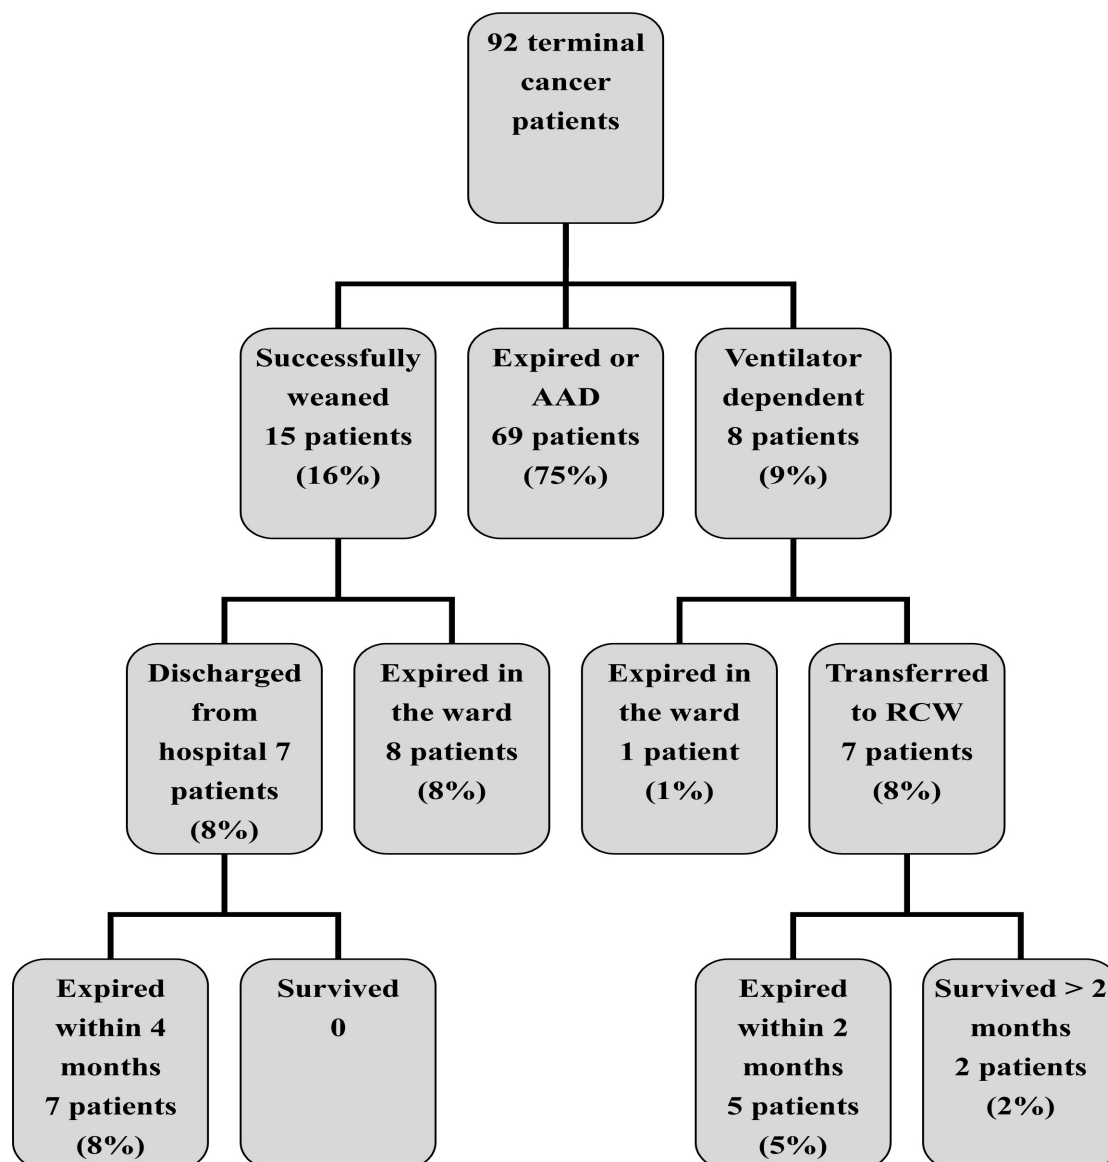 92 terminal
cancer
patients
Successfully
weaned
15 patients
(16%)
Expired or
AAD
69 patients
(75%)
Ventilator
dependent
8 patients
(9%)
Discharged
from
hospital 7
patients
(8%)
Expired in
the ward
8 patients
(8%)
Expired in
the ward
1 patient
(1%)
Transferred
to RCW
7 patients
(8%)
Expired
within 4
months
7 patients
(8%)
Survived
0
Expired
within 2
months
5 patients
(5%)
Survived > 2
months
2 patients
(2%)